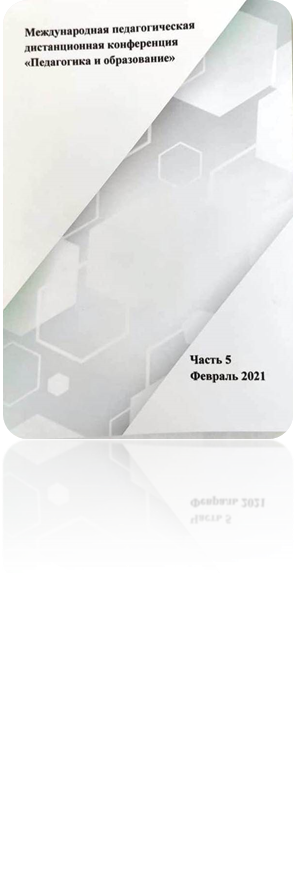 Международная педагогическая
дистанционная конференция
«Педагогика и образование»
Часть 5
Февраль 2021